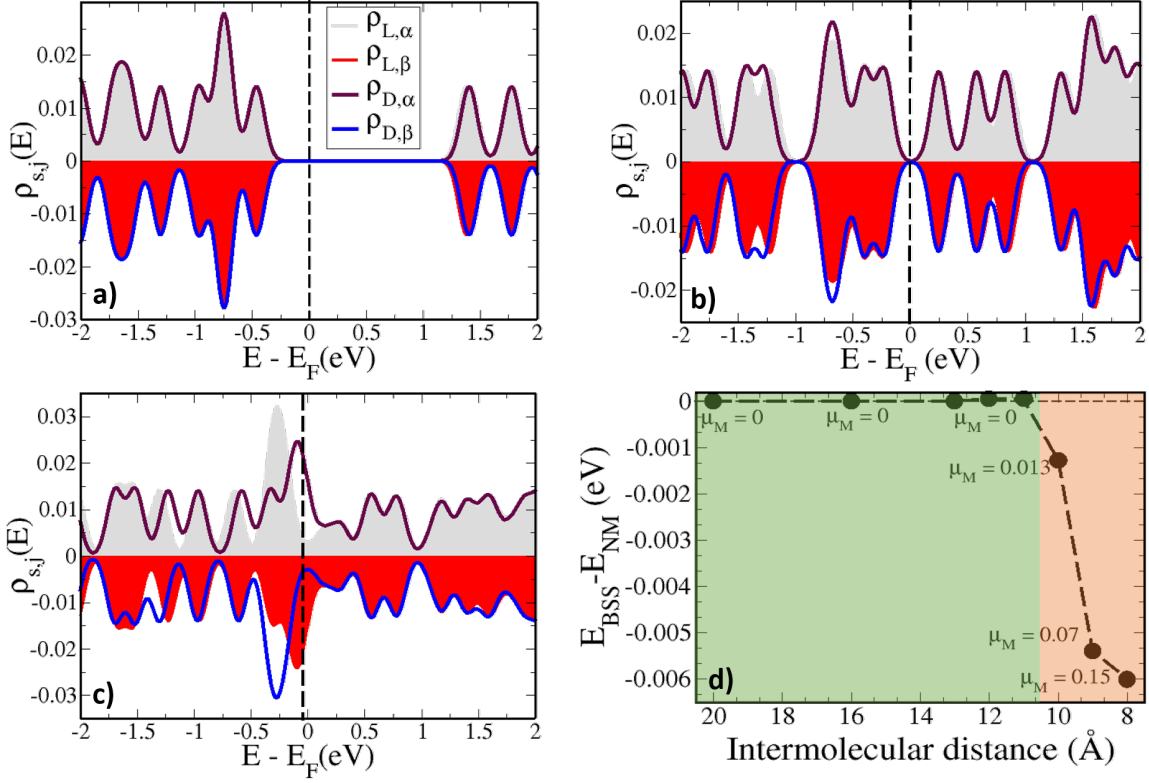 0.02
0.01
0
-0.01
-0.02
-0.03
ρs,j(E)
ρL,α
ρL,β
ρD,α
ρD,β
a)
-2 -1.5 -1 -0.5 0 0.5 1 1.5 2
E - EF(eV)
0.02
0.01
0
-0.01
-0.02
ρs,j(E)
b)
-2 -1.5 -1 -0.5 0 0.5 1 1.5 2
E - EF (eV)
0.03
0.02
0.01
0
-0.01
-0.02
-0.03
ρs,j(E)
c)
-2 -1.5 -1 -0.5 0 0.5 1 1.5 2
E - EF(eV)
0
-0.001
-0.002
-0.003
-0.004
-0.005
-0.006
EBSS-ENM (eV)
μM = 0 μM = 0 μM = 0
μM = 0.013
μM = 0.07
μM = 0.15
d)
20 18 16 14 12 10 8
Intermolecular distance (Å)